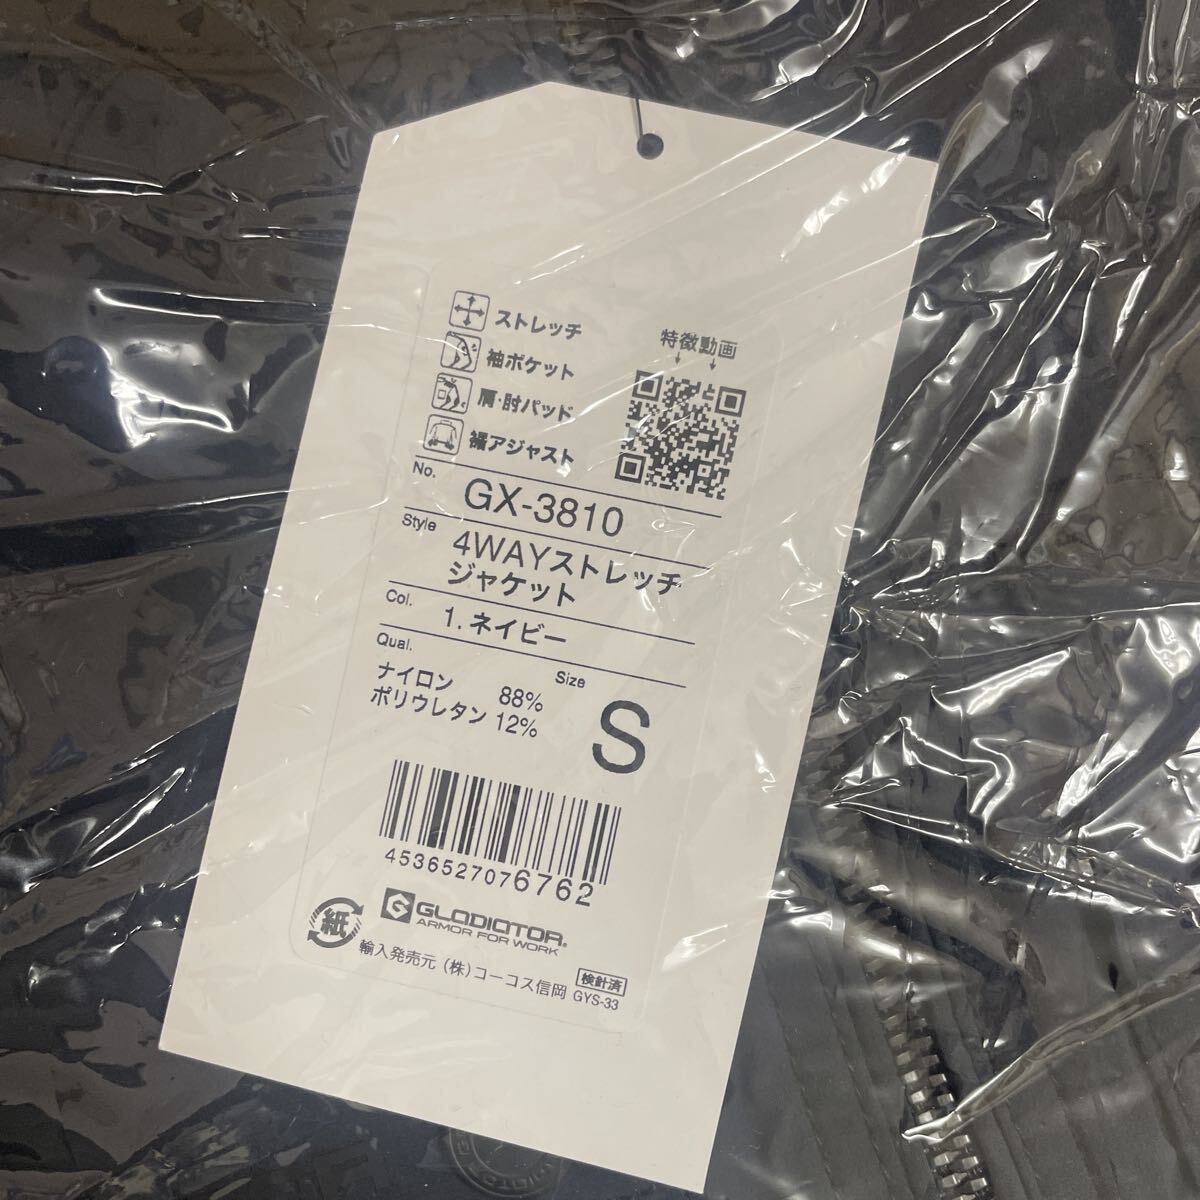 ストレッチ
袖ポケット
肩・肘パッド
裾アジャスト
特徴動画
No.
GX-3810
Style
4WAYストレッチ
ジャケット
Col.
1. ネイビー
Qual.
ナイロン 88%
ポリウレタン 12%
Size
S
4536527076762
紙
G GLADIATOR®
ARMOR FOR WORK
輸入発売元 (株)コーコス信岡 検針済 GYS-33